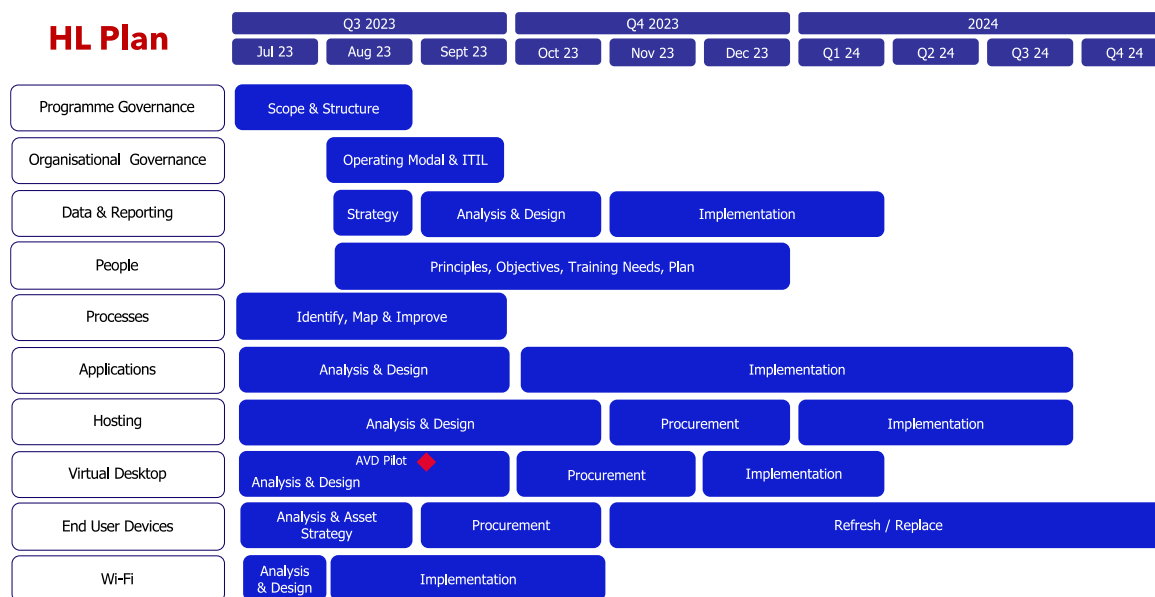 HL Plan
Q3 2023
Q4 2023
2024
Jul 23
Aug 23
Sept 23
Oct 23
Nov 23
Dec 23
Q1 24
Q2 24
Q3 24
Q4 24
Programme Governance
Scope & Structure
Organisational Governance
Operating Modal & ITIL
Data & Reporting
Strategy
Analysis & Design
Implementation
People
Principles, Objectives, Training Needs, Plan
Processes
Identify, Map & Improve
Applications
Analysis & Design
Implementation
Hosting
Analysis & Design
Procurement
Implementation
Virtual Desktop
AVD Pilot
Analysis & Design
Procurement
Implementation
End User Devices
Analysis & Asset
Strategy
Procurement
Refresh / Replace
Wi-Fi
Analysis
& Design
Implementation